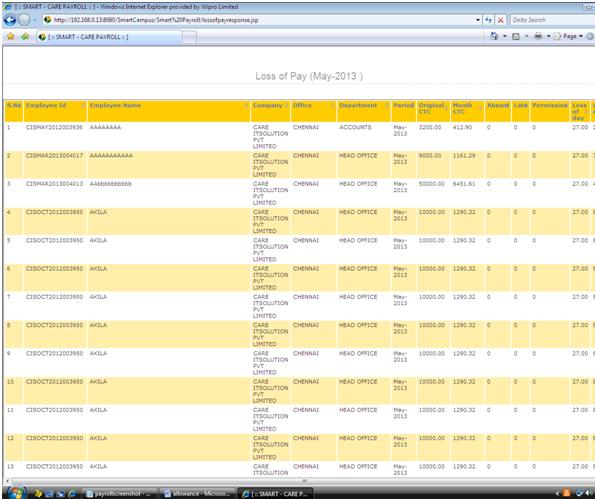 [ :: SMART - CARE PAYROLL :: ] - Windows Internet Explorer provided by Wipro Limited
http://192.168.0.13:8080/SmartCampus/Smart%20Payroll/lossofpayresponse.jsp Delta Search
[ :: SMART - CARE PAYROLL :: ] Page
Loss of Pay (May-2013 )
S.No Employee Id Employee Name Company Office Department Period Original CTC Month CTC Absent Late Permission Loss of day
1 CISMAY2012003936 AAAAAAAA CARE ITSOLUTION PVT LIMITED CHENNAI ACCOUNTS May-2013 3200.00 412.90 0 0 0 27.00
2 CISMAR2013004017 AAAAAAAAAAA CARE ITSOLUTION PVT LIMITED CHENNAI HEAD OFFICE May-2013 9000.00 1161.29 0 0 0 27.00
3 CISMAR2013004013 AAbbbbbbbbbb CARE ITSOLUTION PVT LIMITED CHENNAI HEAD OFFICE May-2013 50000.00 6451.61 0 0 0 27.00
4 CISOCT2012003950 AKILA CARE ITSOLUTION PVT LIMITED CHENNAI HEAD OFFICE May-2013 10000.00 1290.32 0 0 0 27.00
5 CISOCT2012003950 AKILA CARE ITSOLUTION PVT LIMITED CHENNAI HEAD OFFICE May-2013 10000.00 1290.32 0 0 0 27.00
6 CISOCT2012003950 AKILA CARE ITSOLUTION PVT LIMITED CHENNAI HEAD OFFICE May-2013 10000.00 1290.32 0 0 0 27.00
7 CISOCT2012003950 AKILA CARE ITSOLUTION PVT LIMITED CHENNAI HEAD OFFICE May-2013 10000.00 1290.32 0 0 0 27.00
8 CISOCT2012003950 AKILA CARE ITSOLUTION PVT LIMITED CHENNAI HEAD OFFICE May-2013 10000.00 1290.32 0 0 0 27.00
9 CISOCT2012003950 AKILA CARE ITSOLUTION PVT LIMITED CHENNAI HEAD OFFICE May-2013 10000.00 1290.32 0 0 0 27.00
10 CISOCT2012003950 AKILA CARE ITSOLUTION PVT LIMITED CHENNAI HEAD OFFICE May-2013 10000.00 1290.32 0 0 0 27.00
11 CISOCT2012003950 AKILA CARE ITSOLUTION PVT LIMITED CHENNAI HEAD OFFICE May-2013 10000.00 1290.32 0 0 0 27.00
12 CISOCT2012003950 AKILA CARE ITSOLUTION PVT LIMITED CHENNAI HEAD OFFICE May-2013 10000.00 1290.32 0 0 0 27.00
13 CISOCT2012003950 AKILA CARE ITSOLUTION CHENNAI HEAD OFFICE May-2013 10000.00 1290.32 0 0 0 27.00
payrollscreenshot - ... allowance - Microso... [ :: SMART - CARE P...